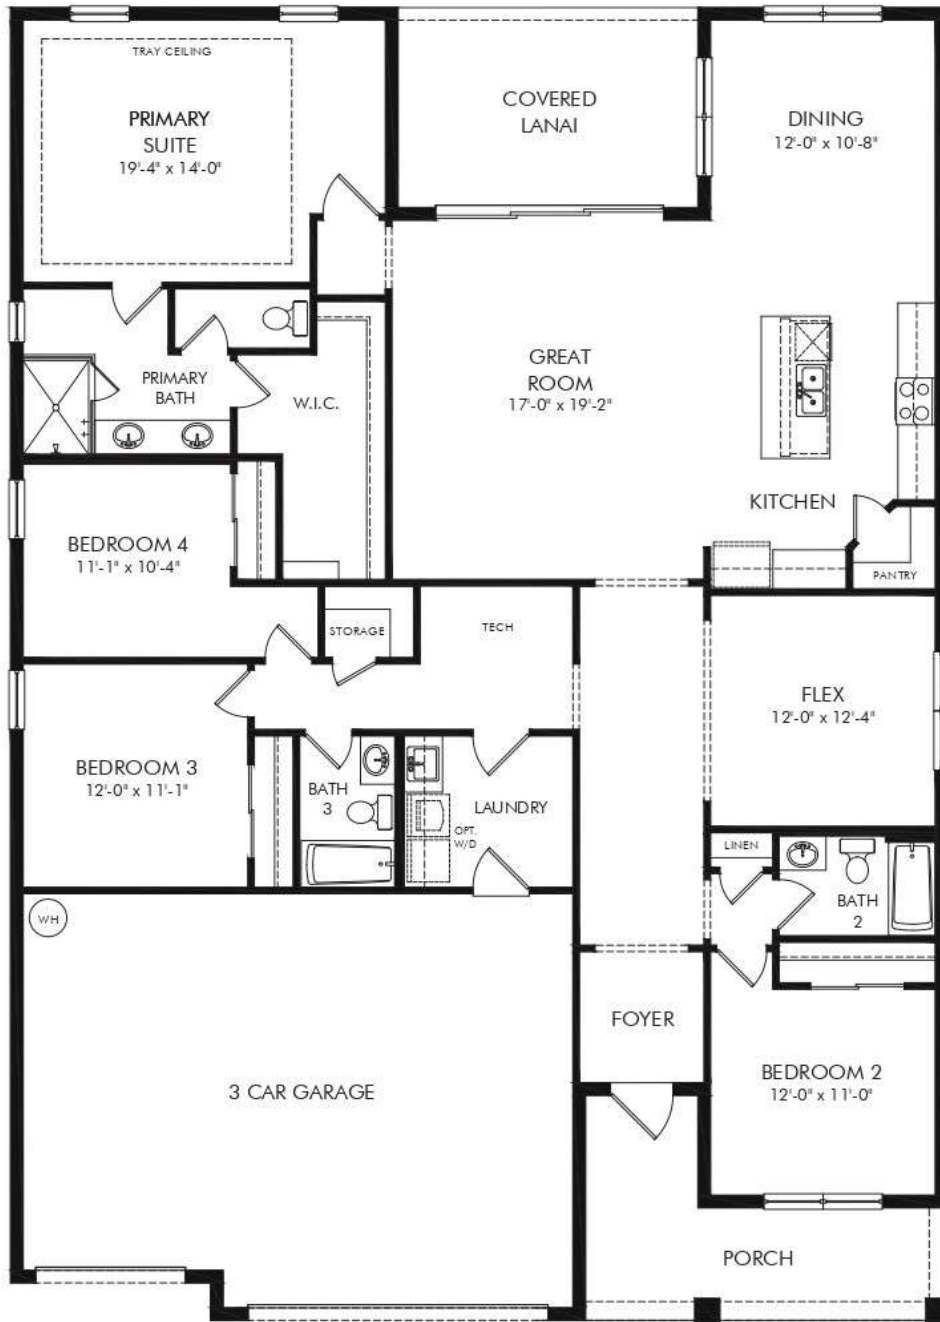 TRAY CEILING
PRIMARY
SUITE
19'-4" x 14'-0"
COVERED
LANAI
DINING
12'-0" x 10'-8"
PRIMARY
BATH
W.I.C.
GREAT
ROOM
17'-0" x 19'-2"
KITCHEN
PANTRY
BEDROOM 4
11'-1" x 10'-4"
STORAGE
TECH
FLEX
12'-0" x 12'-4"
BEDROOM 3
12'-0" x 11'-1"
BATH
3
LAUNDRY
OPT.
W/D
LINEN
BATH
2
WH
FOYER
BEDROOM 2
12'-0" x 11'-0"
3 CAR GARAGE
PORCH